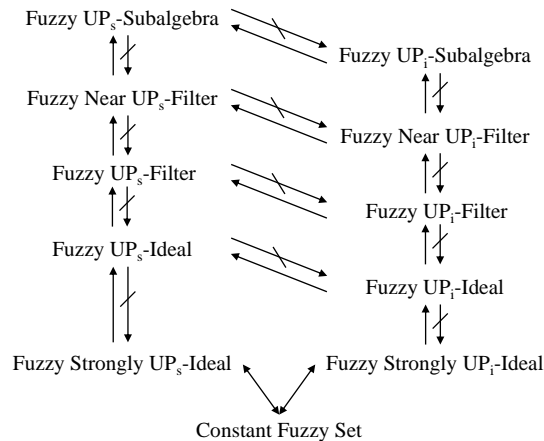 Fuzzy UPₛ-Subalgebra
Fuzzy UPᵢ-Subalgebra
Fuzzy Near UPₛ-Filter
Fuzzy Near UPᵢ-Filter
Fuzzy UPₛ-Filter
Fuzzy UPᵢ-Filter
Fuzzy UPₛ-Ideal
Fuzzy UPᵢ-Ideal
Fuzzy Strongly UPₛ-Ideal
Fuzzy Strongly UPᵢ-Ideal
Constant Fuzzy Set